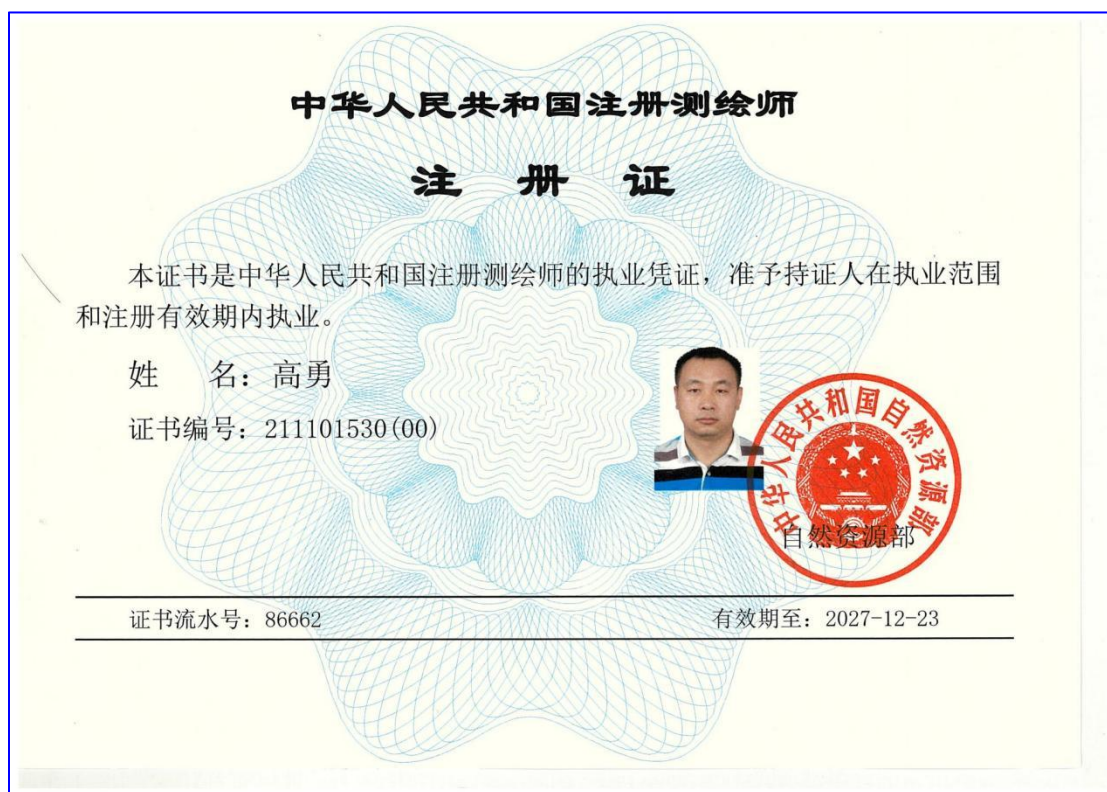 中华人民共和国注册测绘师
注 册 证
本证书是中华人民共和国注册测绘师的执业凭证，准予持证人在执业范围
和注册有效期内执业。
姓 名：高勇
证书编号：211101530(00)
中华人民共和国自然资源部
自然资源部
证书流水号：86662
有效期至：2027-12-23